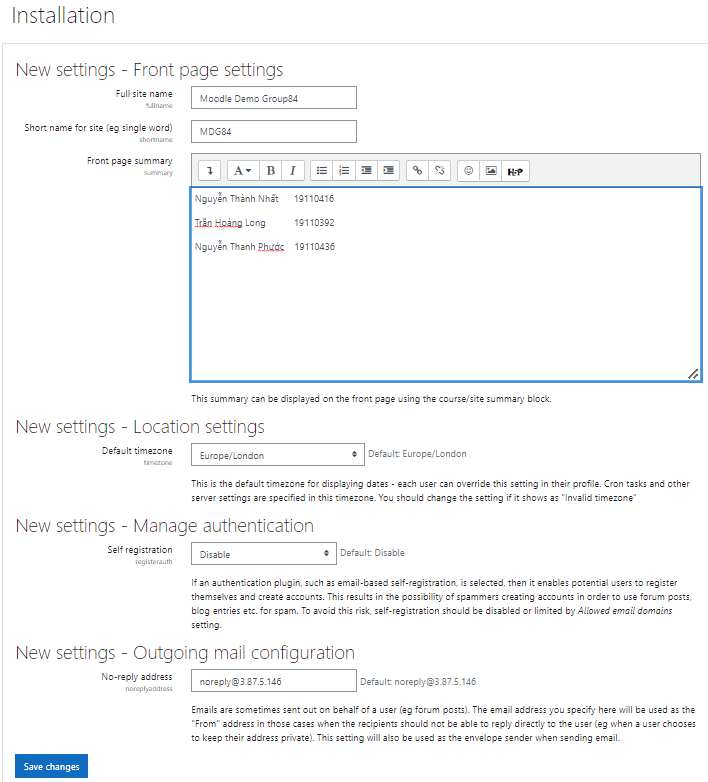 Installation
New settings - Front page settings
Full site name
fullname
Moodle Demo Group84
Short name for site (eg single word)
shortname
MDG84
Front page summary
summary
A B I H-P
Nguyễn Thành Nhất 19110416
Trần Hoàng Long 19110392
Nguyễn Thanh Phước 19110436
This summary can be displayed on the front page using the course/site summary block.
New settings - Location settings
Default timezone
timezone
Europe/London
Default: Europe/London
This is the default timezone for displaying dates - each user can override this setting in their profile. Cron tasks and other
server settings are specified in this timezone. You should change the setting if it shows as "Invalid timezone"
New settings - Manage authentication
Self registration
registerauth
Disable
Default: Disable
If an authentication plugin, such as email-based self-registration, is selected, then it enables potential users to register
themselves and create accounts. This results in the possibility of spammers creating accounts in order to use forum posts,
blog entries etc. for spam. To avoid this risk, self-registration should be disabled or limited by Allowed email domains
setting.
New settings - Outgoing mail configuration
No-reply address
noreplyaddress
noreply@3.87.5.146
Default: noreply@3.87.5.146
Emails are sometimes sent out on behalf of a user (eg forum posts). The email address you specify here will be used as the
"From" address in those cases when the recipients should not be able to reply directly to the user (eg when a user chooses
to keep their address private). This setting will also be used as the envelope sender when sending email.
Save changes